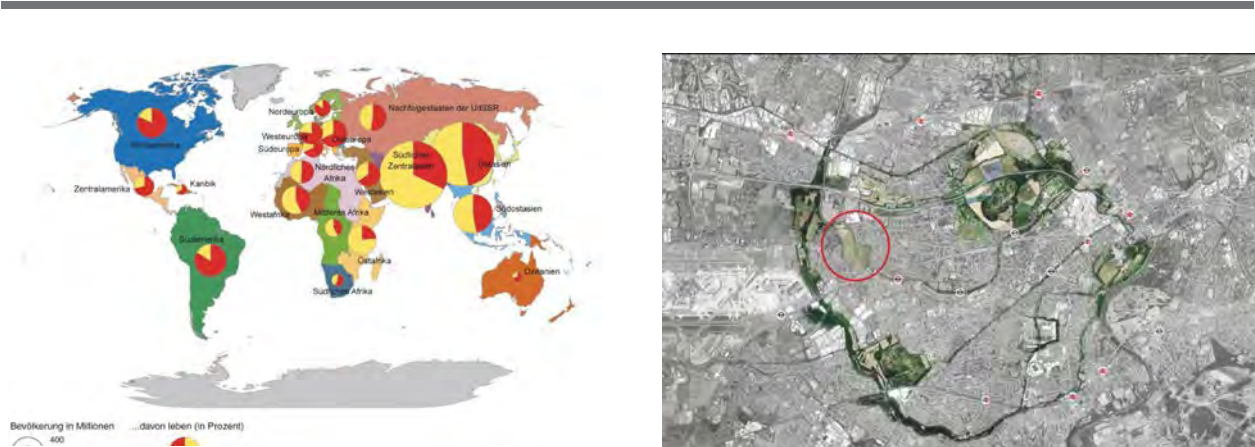 Nordeuropa
Nachfolgestaaten der UdSSR
Westeuropa
Osteuropa
Südeuropa
Nordamerika
Südliches
Zentralasien
Ostasien
Nördliches
Afrika
Westasien
Zentralamerika
Karibik
Westafrika
Mittleres Afrika
Südostasien
Südamerika
Ostafrika
Ozeanien
Südliches Afrika
Bevölkerung in Millionen ...davon leben (in Prozent)
400